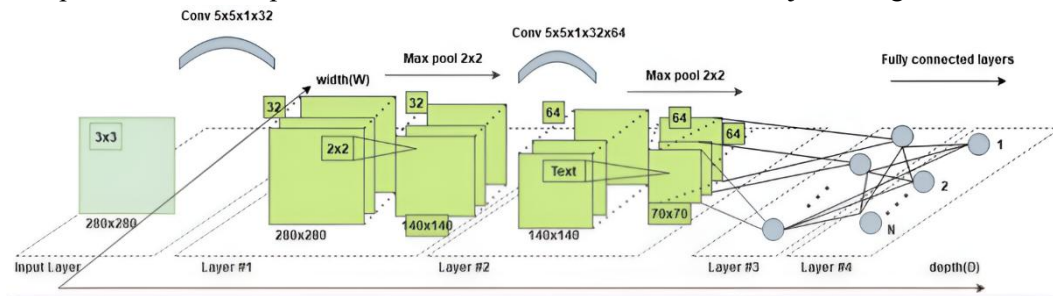 Conv 5x5x1x32
Conv 5x5x1x32x64
Max pool 2x2
Max pool 2x2
Fully connected layers
width(W)
32
32
64
64
64
3x3
2x2
Text
1
2
N
280x280
280x280
140x140
140x140
70x70
Input Layer
Layer #1
Layer #2
Layer #3
Layer #4
depth(D)